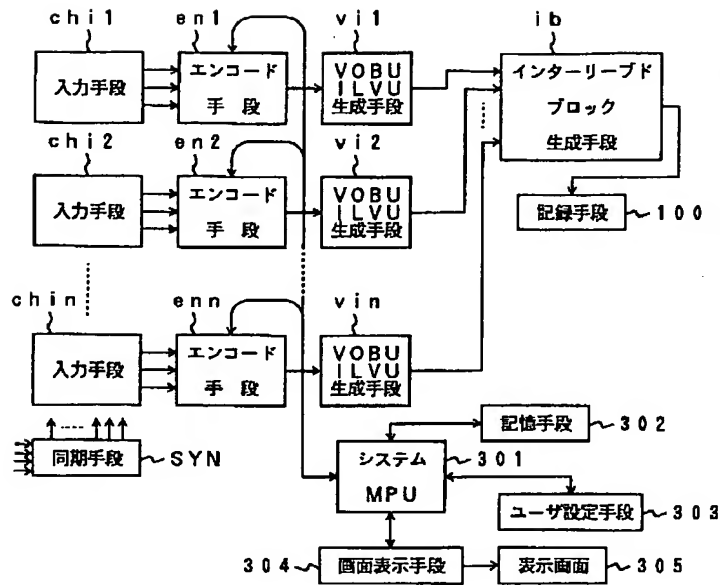 chi1 en1 vi1 ib
入力手段
エンコード
手段
VOBU
ILVU
生成手段
インターリーブド
ブロック
生成手段
chi2 en2 vi2
入力手段
エンコード
手段
VOBU
ILVU
生成手段
記録手段 100
chin enn vin
入力手段
エンコード
手段
VOBU
ILVU
生成手段
同期手段 SYN
システム
MPU
301
記憶手段 302
ユーザ設定手段 303
304 画面表示手段
表示画面 305